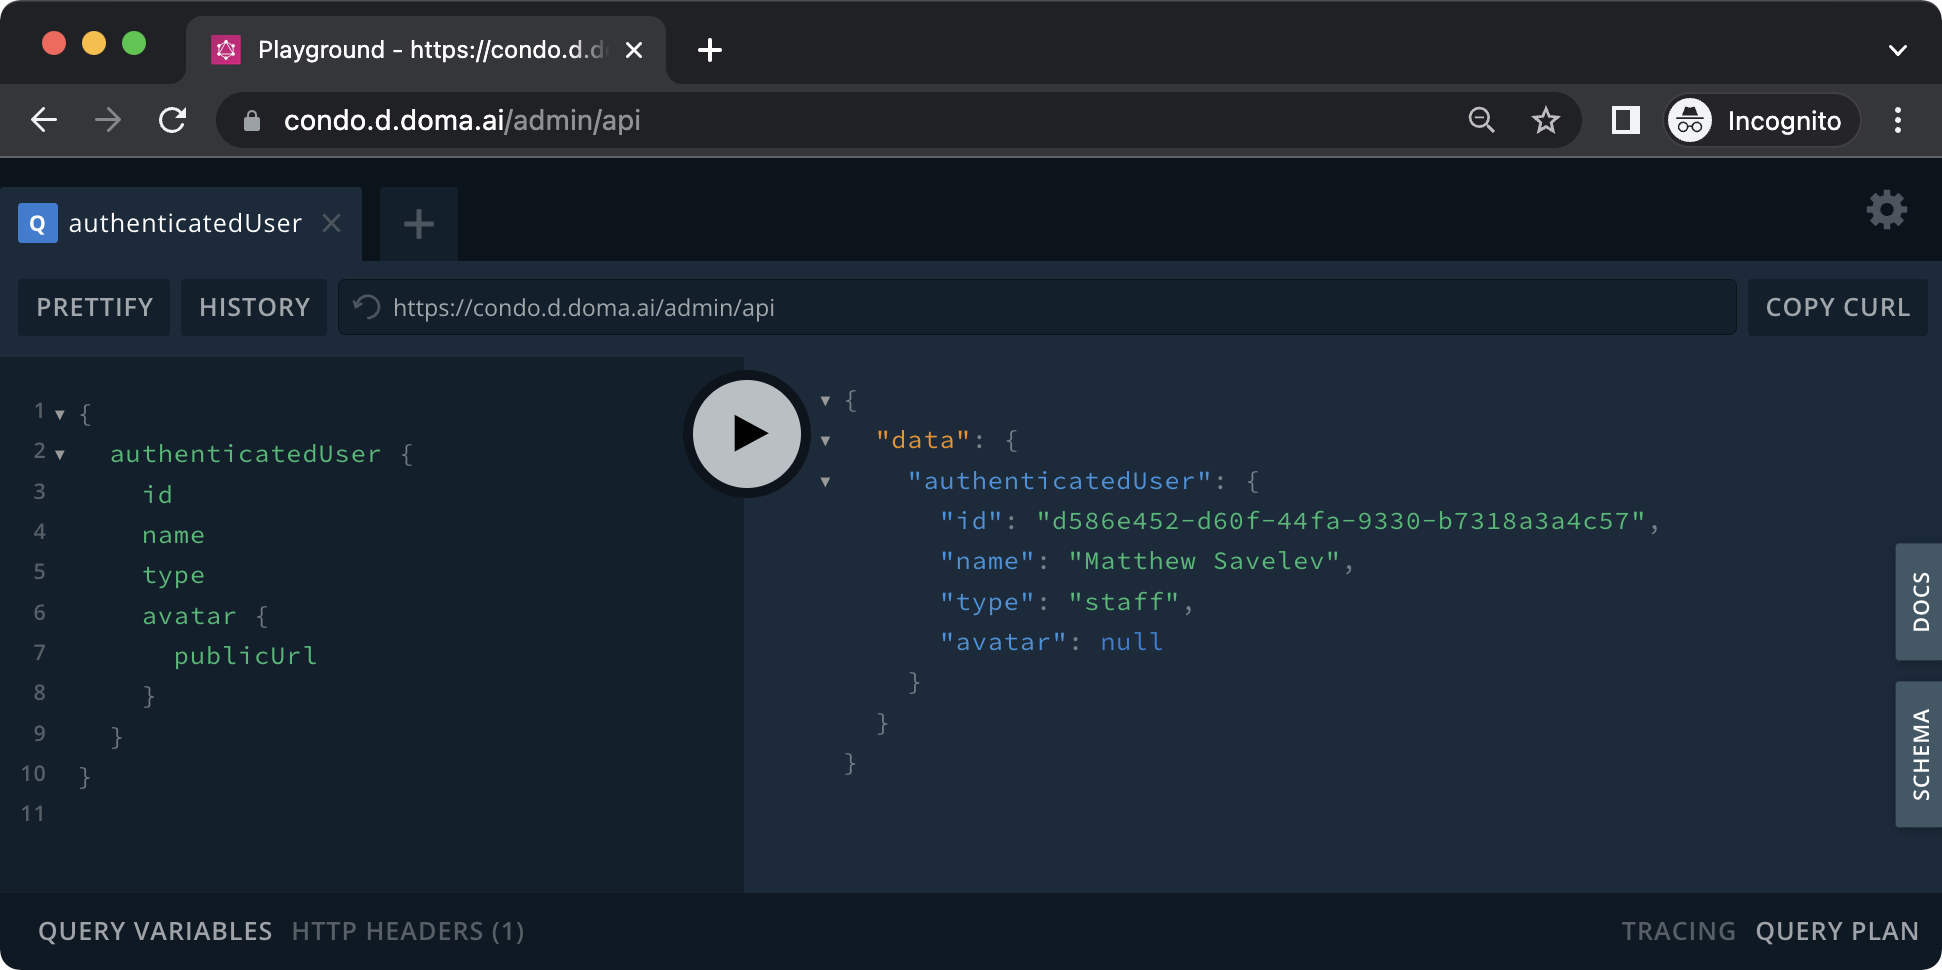 Playground - https://condo.d.d
condo.d.doma.ai/admin/api
Incognito
Q authenticatedUser
PRETTIFY
HISTORY
https://condo.d.doma.ai/admin/api
COPY CURL
1 {
2 authenticatedUser {
3 id
4 name
5 type
6 avatar {
7 publicUrl
8 }
9 }
10 }
11
{
"data": {
"authenticatedUser": {
"id": "d586e452-d60f-44fa-9330-b7318a3a4c57",
"name": "Matthew Savelev",
"type": "staff",
"avatar": null
}
}
}
DOCS
SCHEMA
QUERY VARIABLES
HTTP HEADERS (1)
TRACING
QUERY PLAN